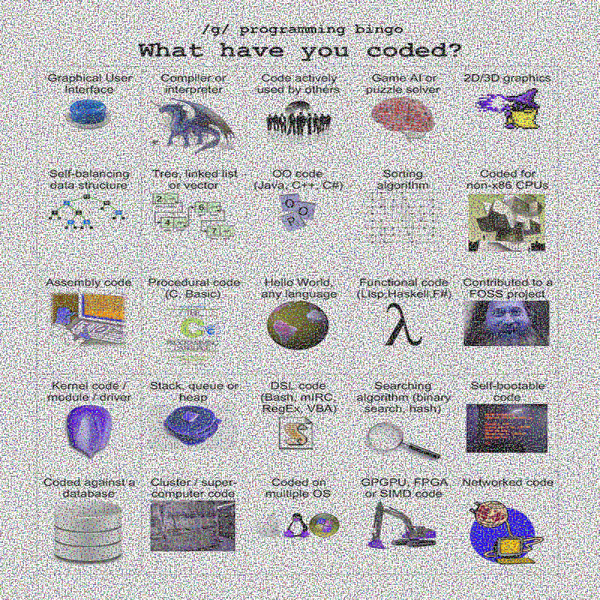 /g/ programming bingo
What have you coded?
Graphical User Interface
Compiler or interpreter
Code actively used by others
Game AI or puzzle solver
2D/3D graphics
Self-balancing data structure
Tree, linked list or vector
OO code (Java, C++, C#)
Sorting algorithm
Coded for non-x86 CPUs
Assembly code
Procedural code (C, Basic)
Hello World, any language
Functional code (Lisp,Haskell,F#)
Contributed to a FOSS project
Kernel code / module / driver
Stack, queue or heap
DSL code (Bash, mIRC, RegEx, VBA)
Searching algorithm (binary search, hash)
Self-bootable code
Coded against a database
Cluster / super-computer code
Coded on multiple OS
GPGPU, FPGA or SIMD code
Networked code